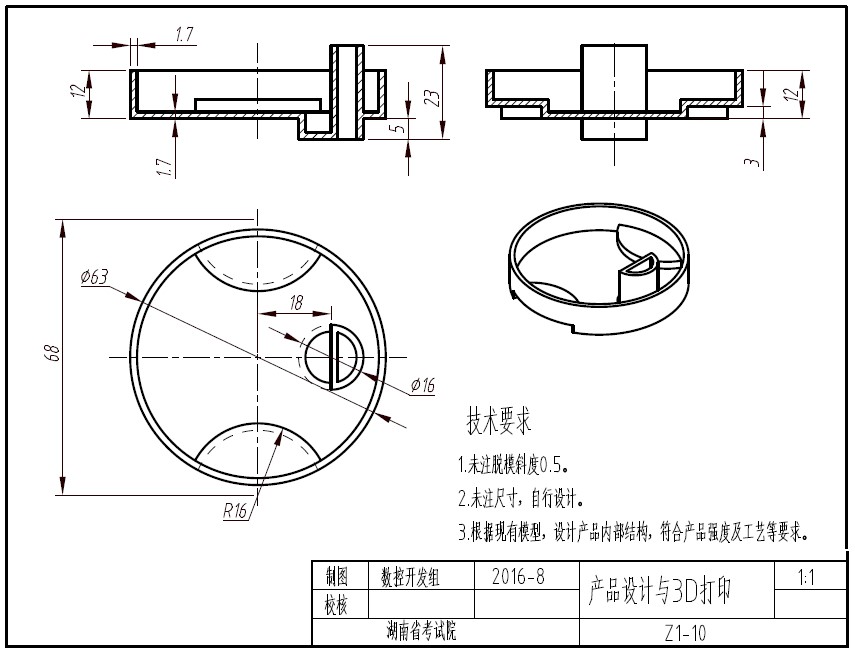 1.7
12
1.7
5
23
12
3
Φ63
68
18
Φ16
R16
技术要求
1.未注脱模斜度0.5。
2.未注尺寸，自行设计。
3.根据现有模型，设计产品内部结构，符合产品强度及工艺等要求。
制图 数控开发组 2016-8 产品设计与3D打印 1:1
校核
湖南省考试院 Z1-10